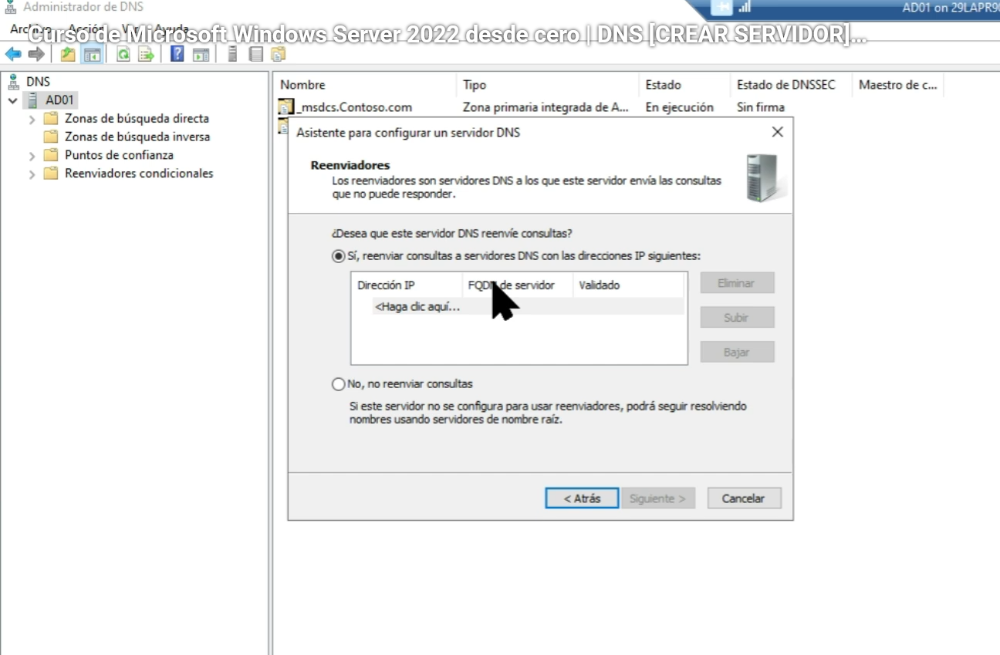 Administrador de DNS
AD01 on 29LAPR90
Archivo Acción Ver Ayuda
Curso de Microsoft Windows Server 2022 desde cero | DNS [CREAR SERVIDOR]...
DNS
AD01
Zonas de búsqueda directa
Zonas de búsqueda inversa
Puntos de confianza
Reenviadores condicionales
Nombre Tipo Estado Estado de DNSSEC Maestro de c...
_msdcs.Contoso.com Zona primaria integrada de A... En ejecución Sin firma
Asistente para configurar un servidor DNS
Reenviadores
Los reenviadores son servidores DNS a los que este servidor envía las consultas
que no puede responder.
¿Desea que este servidor DNS reenvíe consultas?
Sí, reenviar consultas a servidores DNS con las direcciones IP siguientes:
Dirección IP FQDN de servidor Validado
<Haga clic aquí...
Eliminar
Subir
Bajar
No, no reenviar consultas
Si este servidor no se configura para usar reenviadores, podrá seguir resolviendo
nombres usando servidores de nombre raíz.
< Atrás Siguiente > Cancelar